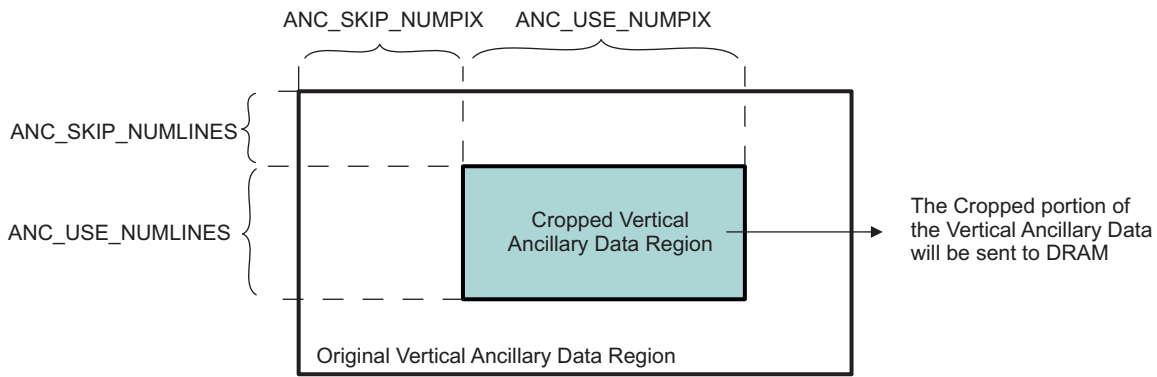 ANC_SKIP_NUMPIX
ANC_USE_NUMPIX
ANC_SKIP_NUMLINES
ANC_USE_NUMLINES
Cropped Vertical
Ancillary Data Region
The Cropped portion of
the Vertical Ancillary Data
will be sent to DRAM
Original Vertical Ancillary Data Region